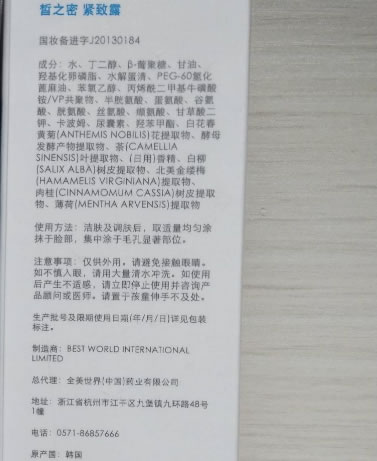 皙之密 紧致露
国妆备进字J20130184
成分：水、丁二醇、β-葡聚糖、甘油、
羟基化卵磷脂、水解蛋清、PEG-60氢化
蓖麻油、苯氧乙醇、丙烯酰二甲基牛磺酸
铵/VP共聚物、半胱氨酸、蛋氨酸、谷氨
酸、胱氨酸、丝氨酸、缬氨酸、甘草酸二
钾、卡波姆、尿囊素、羟苯甲酯、白花春
黄菊(ANTHEMIS NOBILIS)花提取物、酵母
发酵产物提取物、茶(CAMELLIA
SINENSIS)叶提取物、(日用)香精、白柳
(SALIX ALBA)树皮提取物、北美金缕梅
(HAMAMELIS VIRGINIANA)提取物、
肉桂(CINNAMOMUM CASSIA)树皮提取
物、薄荷(MENTHA ARVENSIS)提取物
使用方法：洁肤及调肤后，取适量均匀涂
抹于脸部，集中涂于毛孔显著部位。
注意事项：仅供外用。请避免接触眼睛。
如不慎入眼，请用大量清水冲洗。如使用
后产生不适感，请立即停止使用并咨询产
品顾问或医师。请置于孩童伸手不及处。
生产批号及限期使用日期(年/月/日)详见包装
标注。
制造商：BEST WORLD INTERNATIONAL
LIMITED
总代理：全美世界(中国)药业有限公司
地址：浙江省杭州市江干区九堡镇九环路48号
1幢
电话：0571-86857666
原产国：韩国